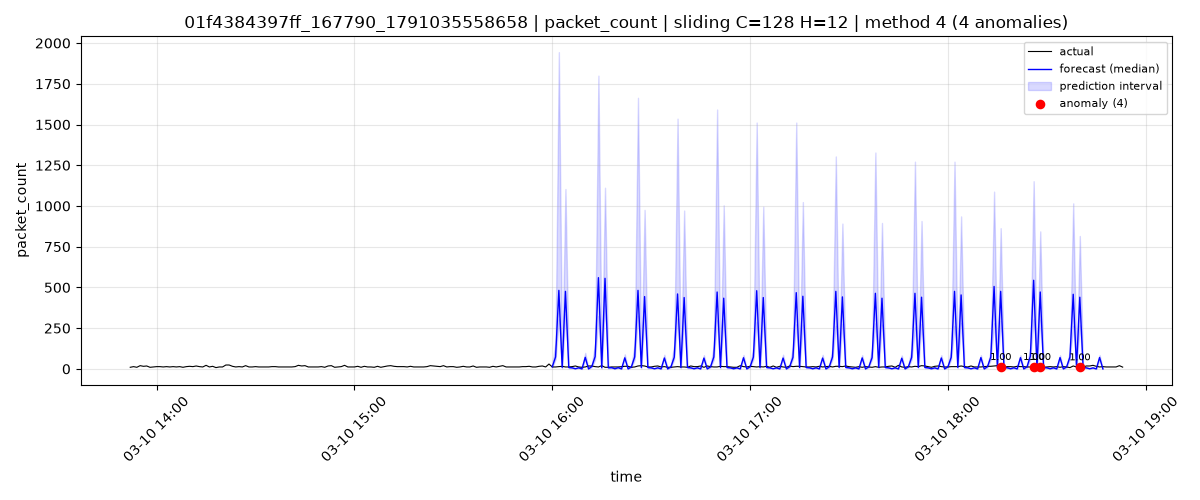 01f4384397ff_167790_1791035558658 | packet_count | sliding C=128 H=12 | method 4 (4 anomalies)
actual
forecast (median)
prediction interval
anomaly (4)
packet_count
2000
1750
1500
1250
1000
750
500
250
0
1.00
1.00
03-10 14:00
03-10 15:00
03-10 16:00
03-10 17:00
03-10 18:00
03-10 19:00
time